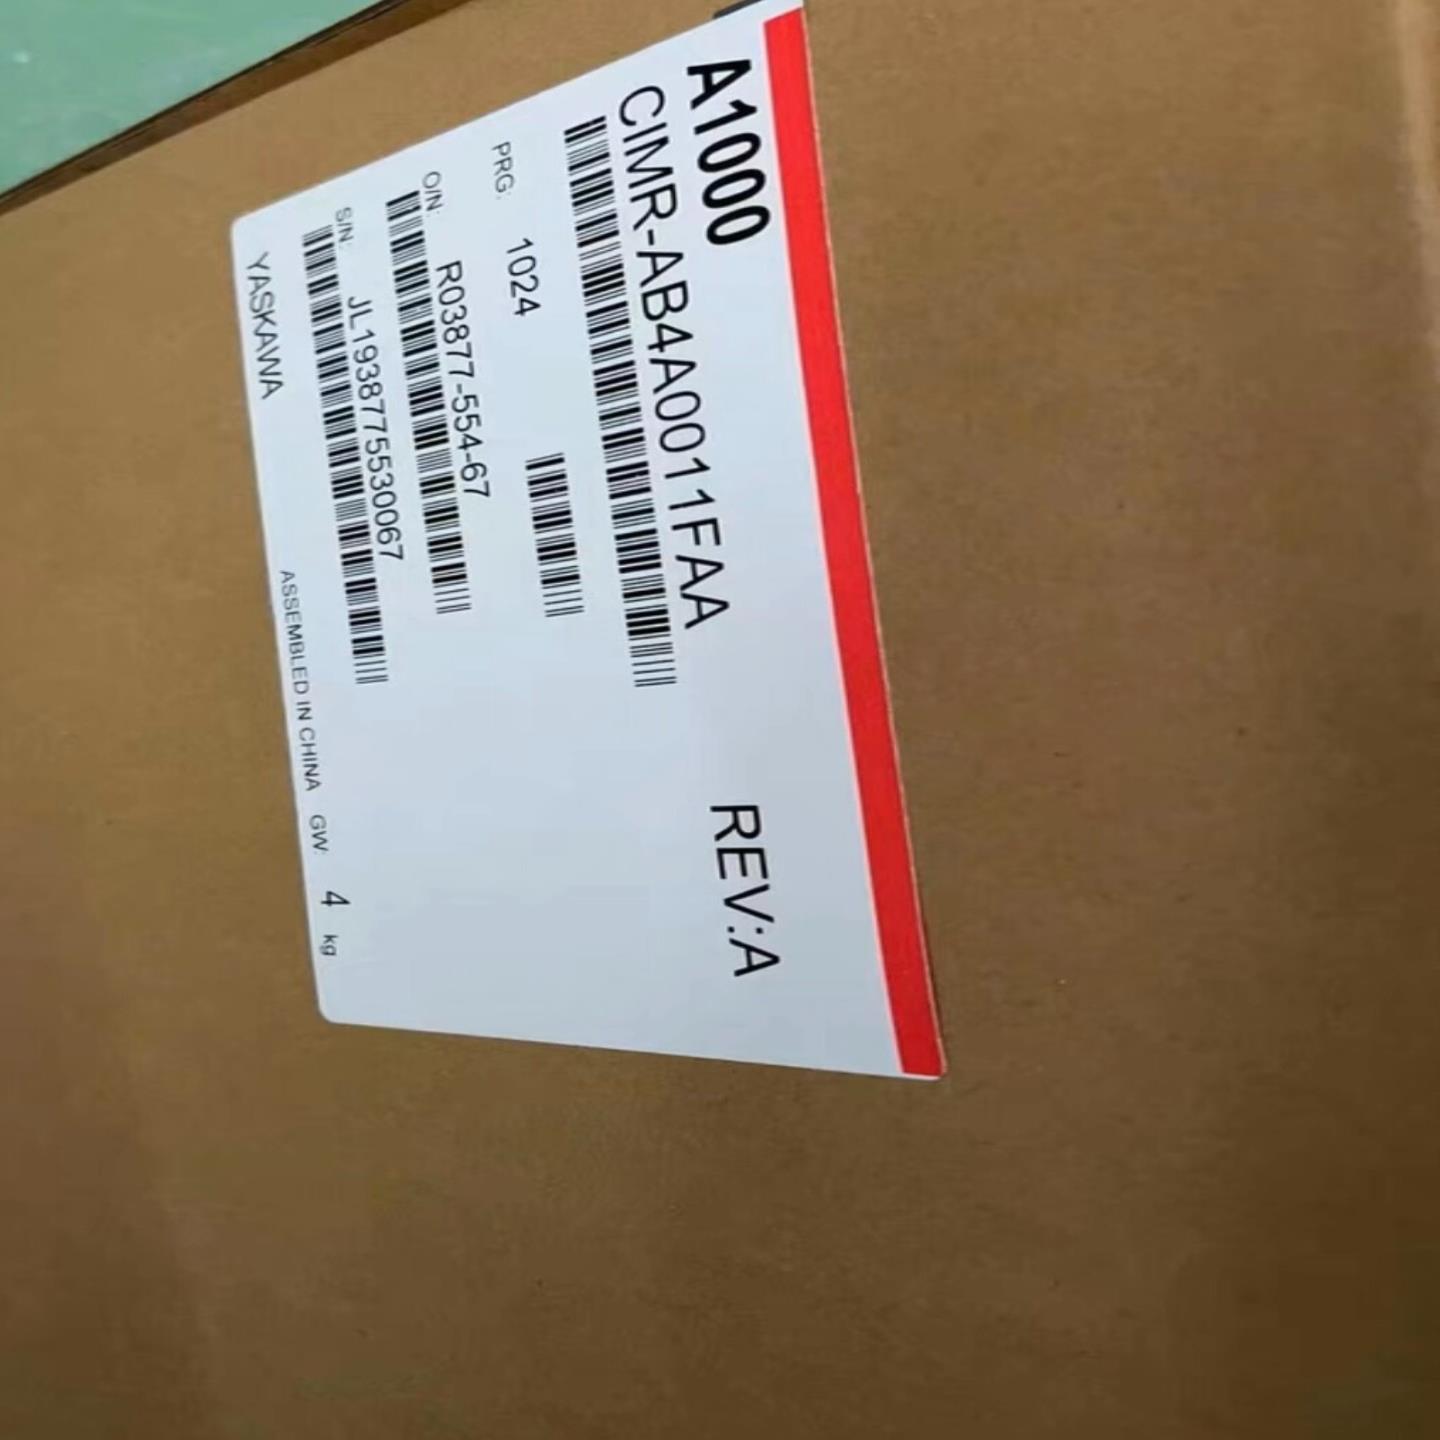 A1000
CIMR-AB4A0011FAA REV:A
PRG: 1024
O/N: R03877-554-67
S/N: JL1938775530067
YASKAWA ASSEMBLED IN CHINA GW: 4 kg